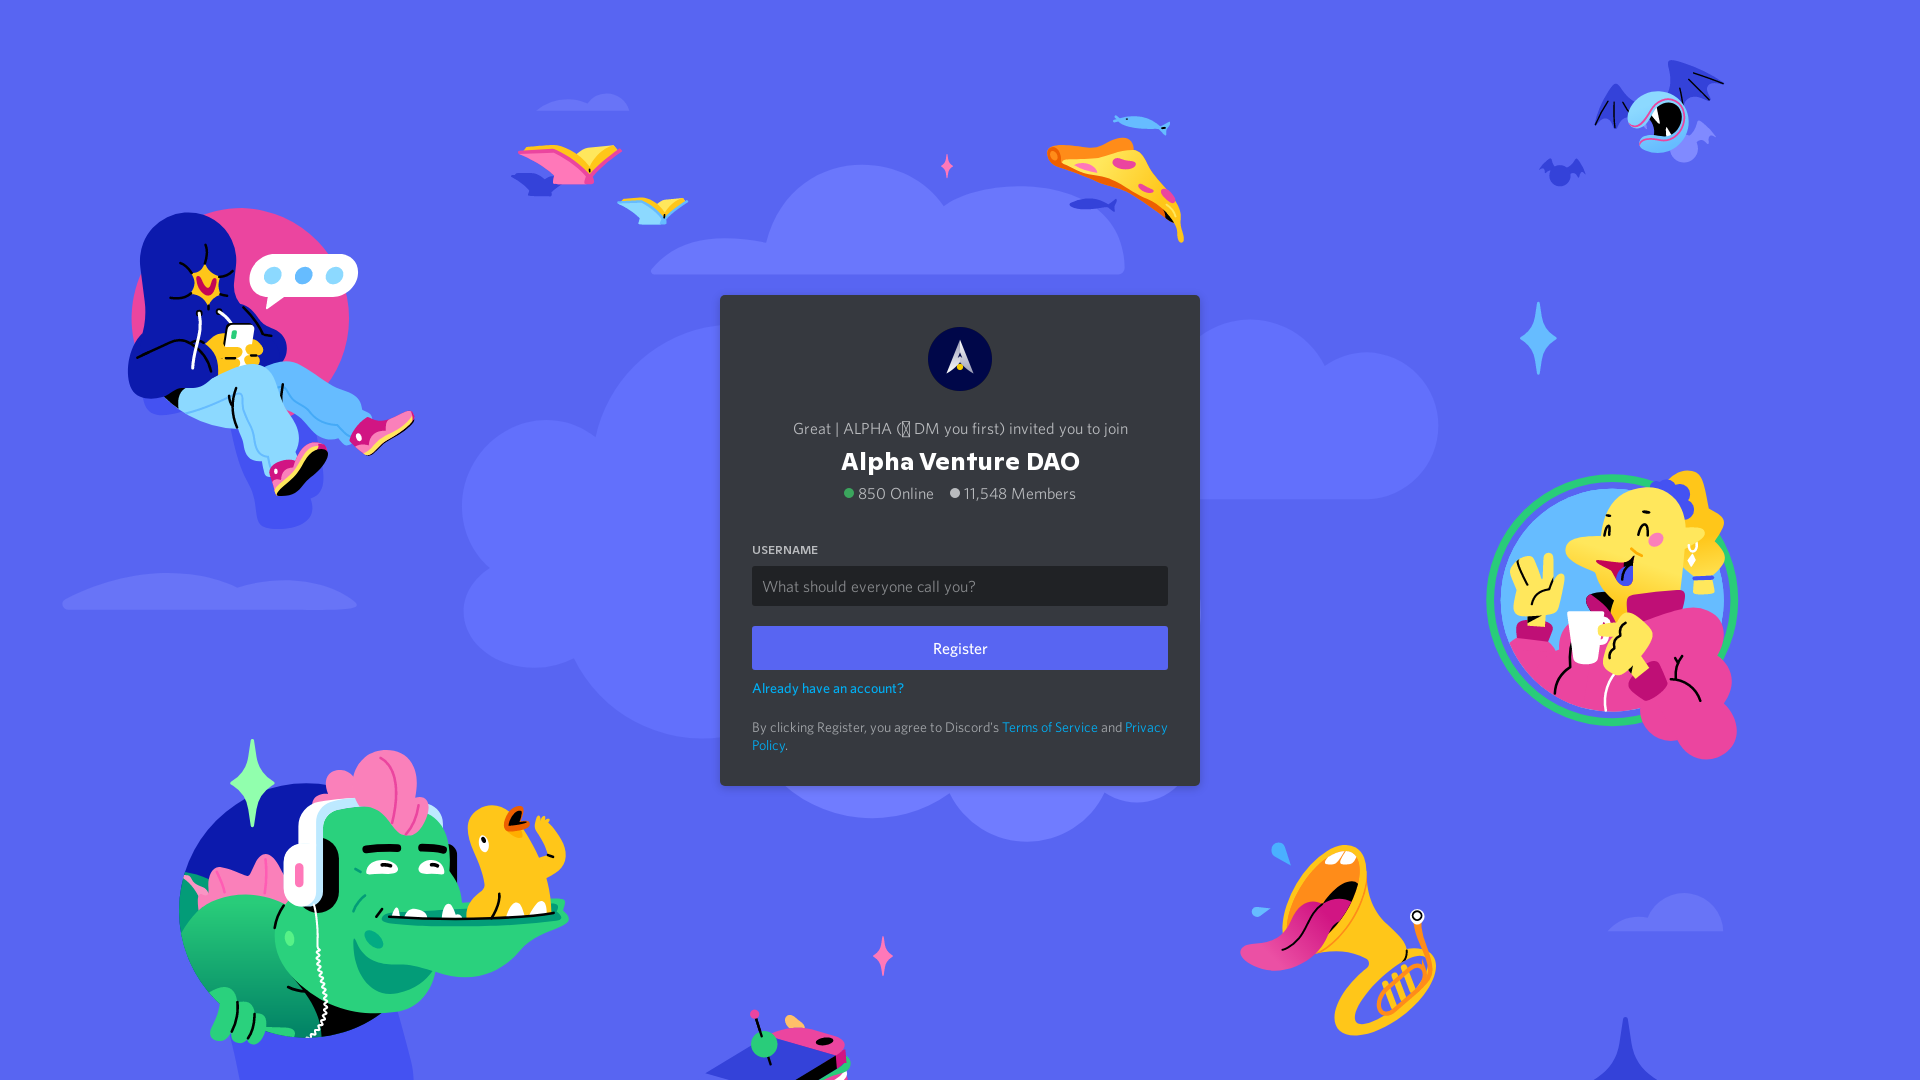 Great | ALPHA ( DM you first) invited you to join
Alpha Venture DAO
850 Online 11,548 Members
USERNAME
What should everyone call you?
Register
Already have an account?
By clicking Register, you agree to Discord's Terms of Service and Privacy
Policy.